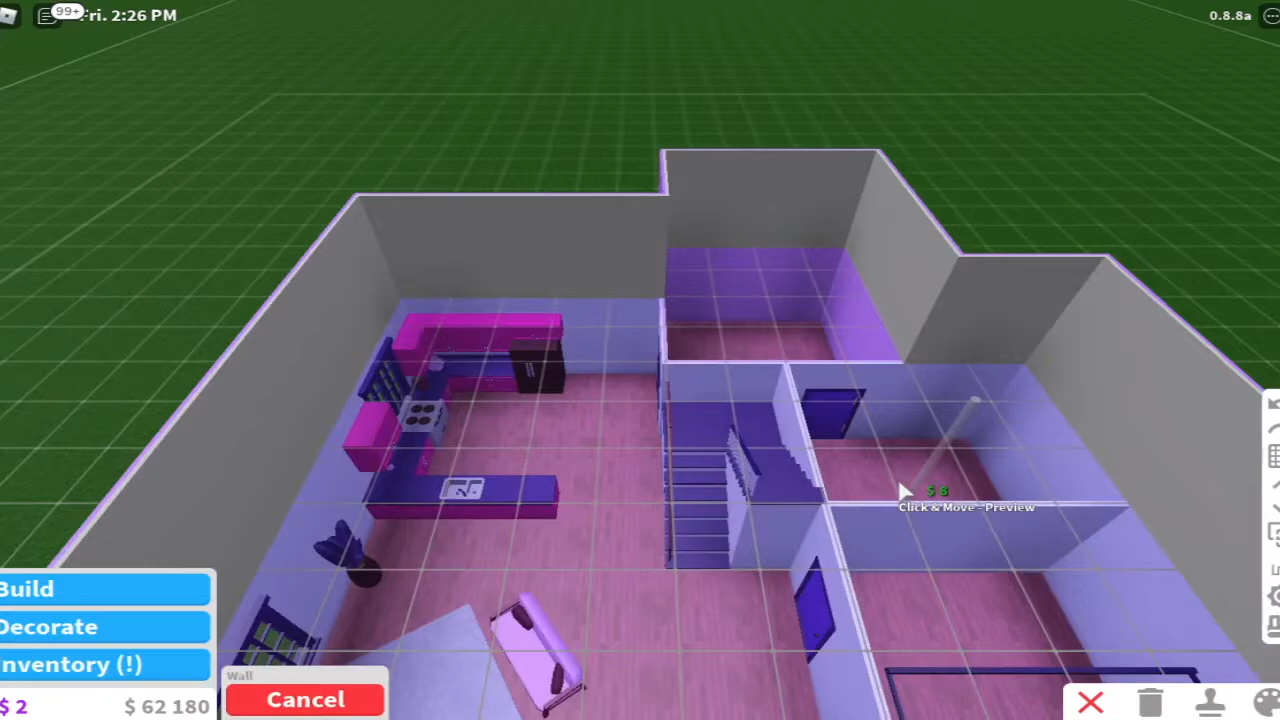 99+
Fri. 2:26 PM
0.8.8a
$ 8
Click & Move - Preview
Build
Decorate
Inventory (!)
$ 2
$ 62 180
Wall
Cancel